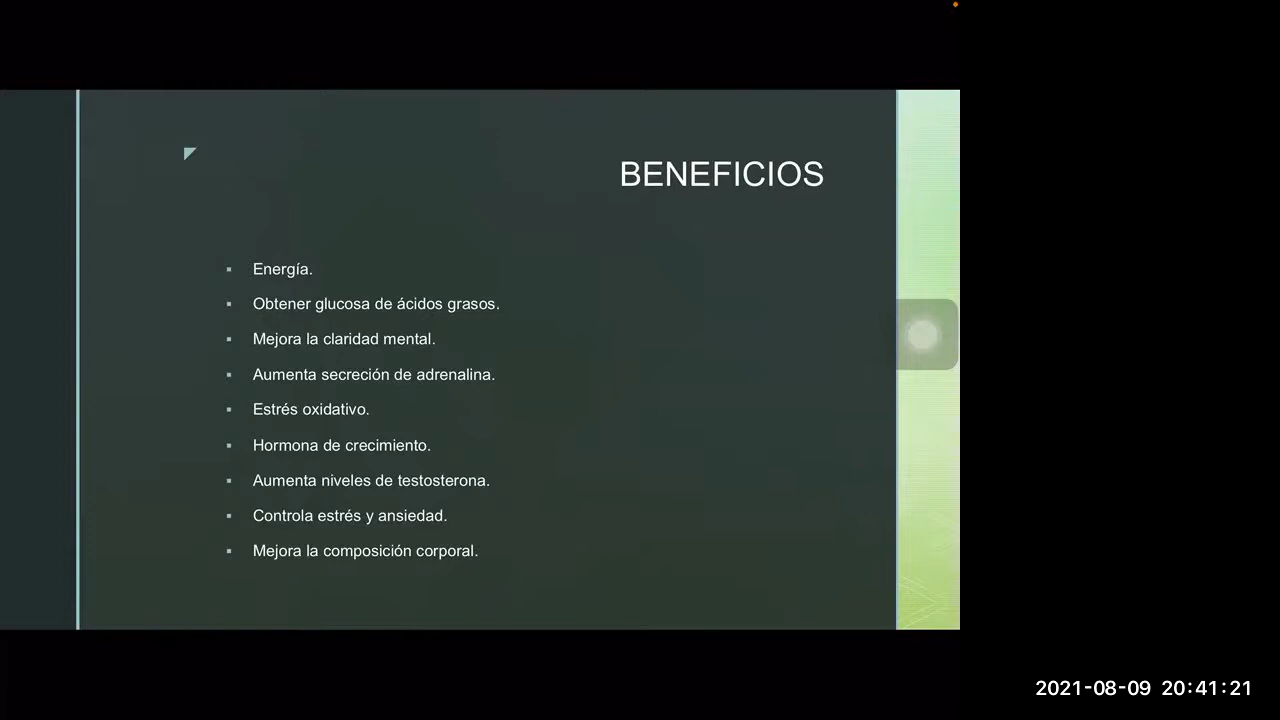 BENEFICIOS
Energía.
Obtener glucosa de ácidos grasos.
Mejora la claridad mental.
Aumenta secreción de adrenalina.
Estrés oxidativo.
Hormona de crecimiento.
Aumenta niveles de testosterona.
Controla estrés y ansiedad.
Mejora la composición corporal.
2021-08-09 20:41:21